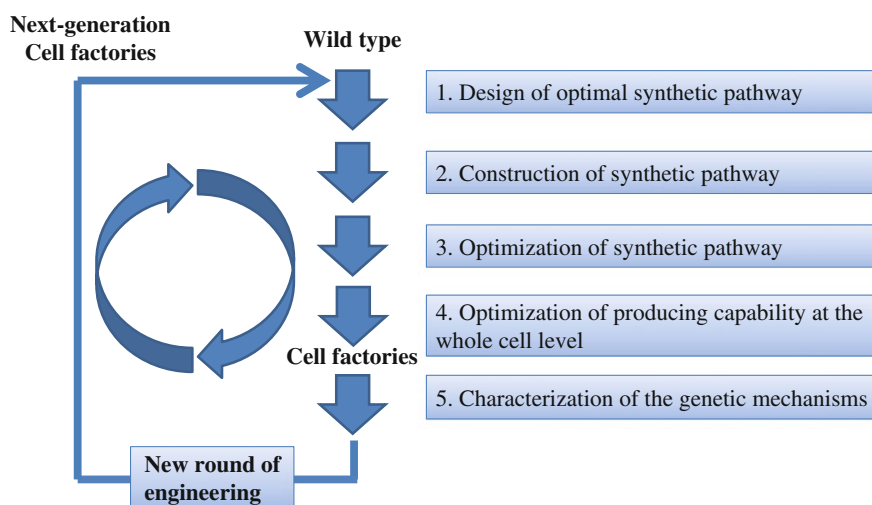 Next-generation
Cell factories
Wild type
1. Design of optimal synthetic pathway
2. Construction of synthetic pathway
3. Optimization of synthetic pathway
4. Optimization of producing capability at the
whole cell level
Cell factories
5. Characterization of the genetic mechanisms
New round of
engineering